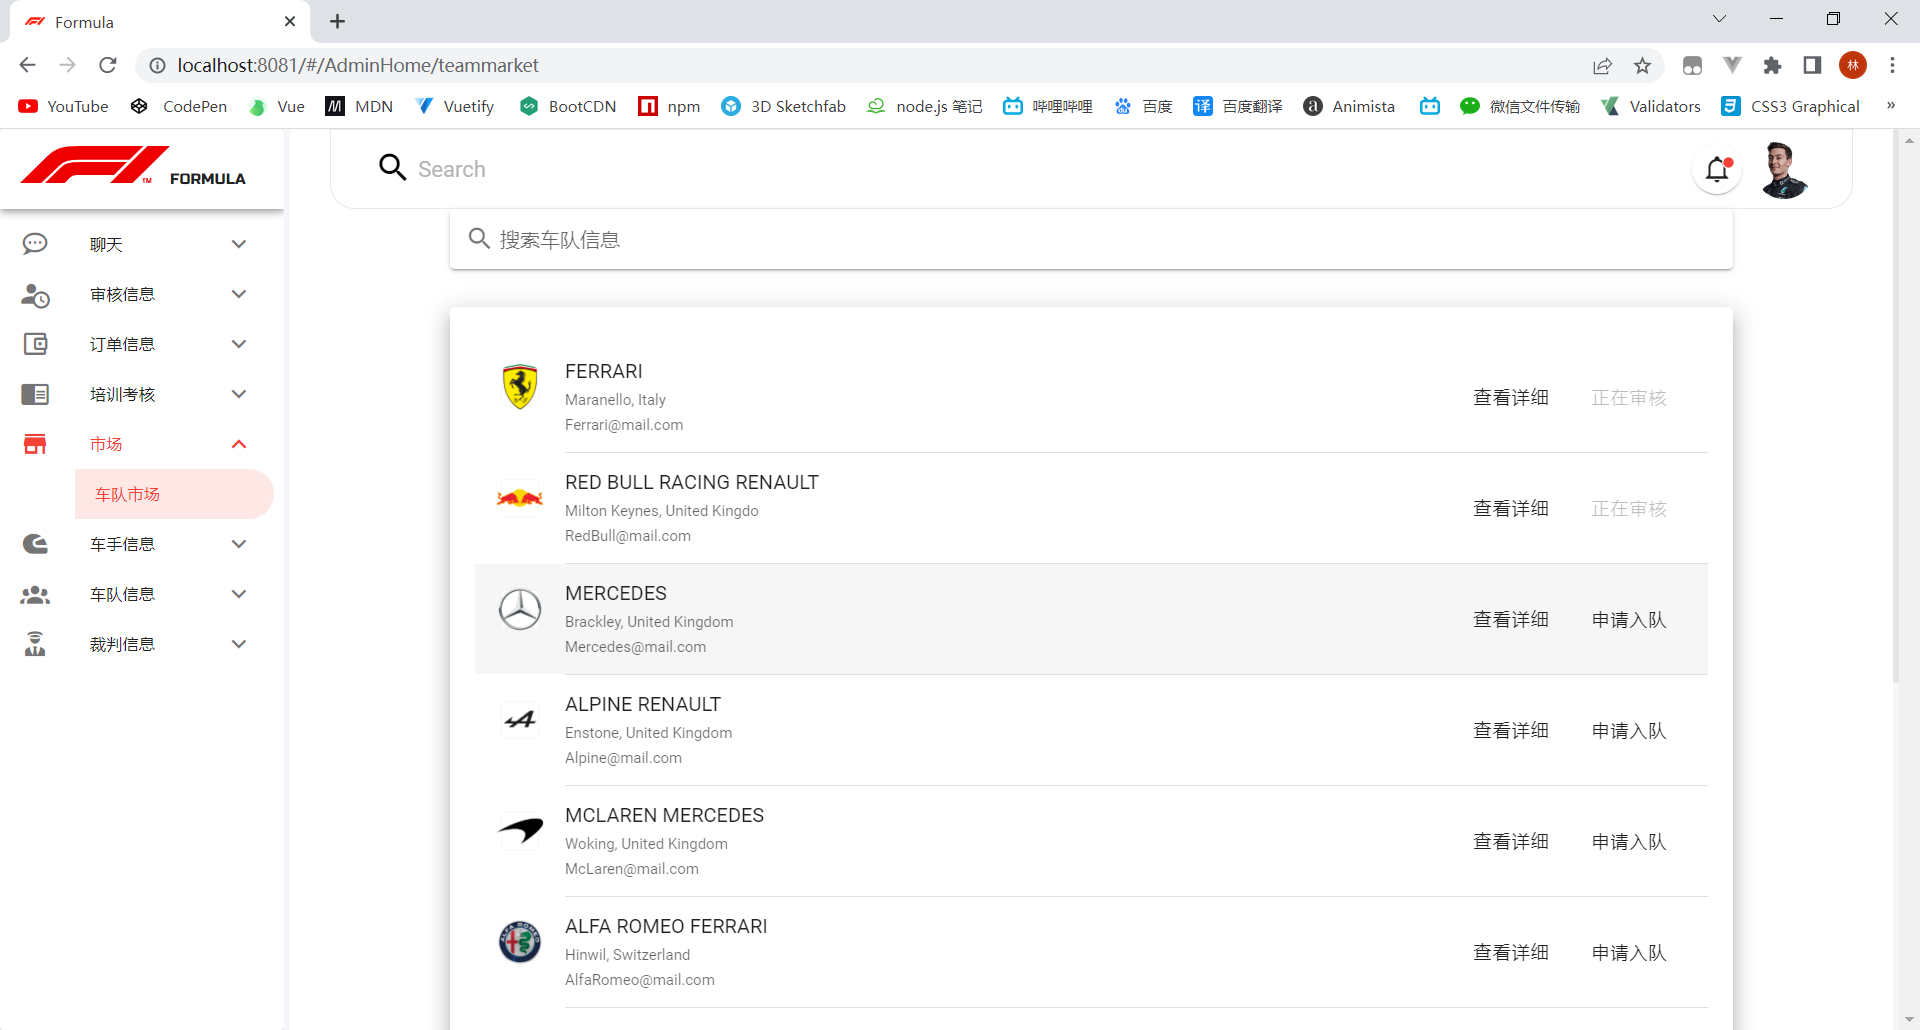 Formula
localhost:8081/#/AdminHome/teammarket
林
YouTube CodePen Vue MDN Vuetify BootCDN npm 3D Sketchfab node.js 笔记 哔哩哔哩 百度 百度翻译 Animista 微信文件传输 Validators CSS3 Graphical »
FORMULA
Search
搜索车队信息
聊天
审核信息
订单信息
培训考核
市场
车队市场
车手信息
车队信息
裁判信息
FERRARI
Maranello, Italy
Ferrari@mail.com
查看详细 正在审核
RED BULL RACING RENAULT
Milton Keynes, United Kingdo
RedBull@mail.com
查看详细 正在审核
MERCEDES
Brackley, United Kingdom
Mercedes@mail.com
查看详细 申请入队
ALPINE RENAULT
Enstone, United Kingdom
Alpine@mail.com
查看详细 申请入队
MCLAREN MERCEDES
Woking, United Kingdom
McLaren@mail.com
查看详细 申请入队
ALFA ROMEO FERRARI
Hinwil, Switzerland
AlfaRomeo@mail.com
查看详细 申请入队